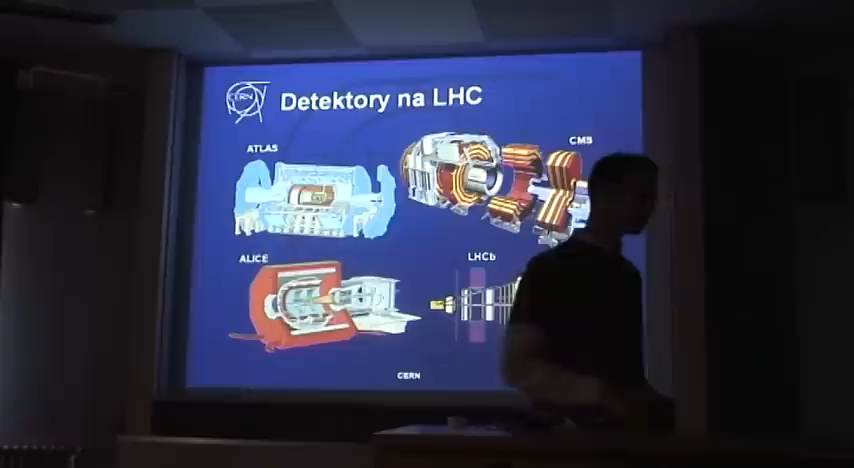 CERN
Detektory na LHC
ATLAS
CMS
ALICE
LHCb
CERN